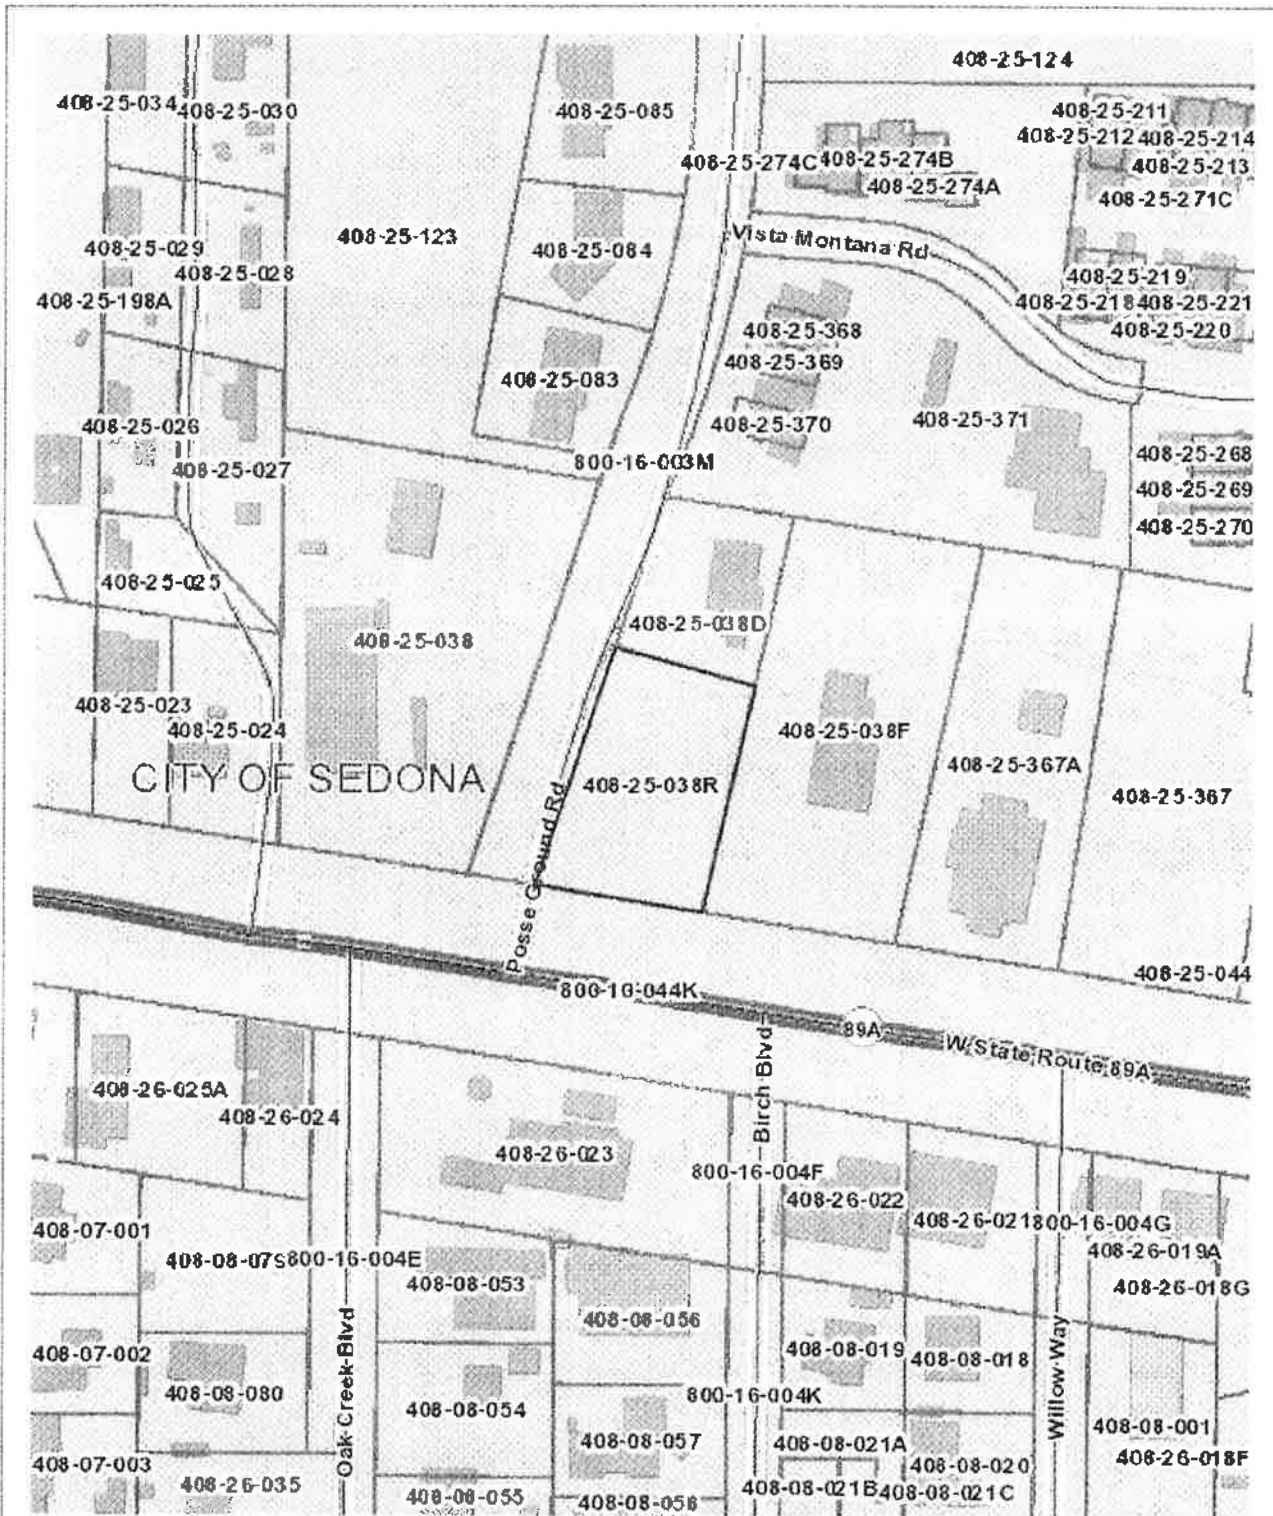 408-25-124
408-25-034
408-25-030
408-25-085
408-25-211
408-25-212
408-25-214
408-25-274C
408-25-274B
408-25-213
408-25-274A
408-25-271C
408-25-123
408-25-029
408-25-084
Vista Montana Rd
408-25-028
408-25-219
408-25-198A
408-25-218
408-25-221
408-25-368
408-25-220
408-25-369
408-25-083
408-25-026
408-25-370
408-25-371
408-25-268
408-25-027
800-16-003M
408-25-269
408-25-270
408-25-025
408-25-038D
408-25-038
408-25-023
408-25-024
408-25-038F
408-25-367A
CITY OF SEDONA
408-25-038R
408-25-367
Posse Ground Rd
408-25-044
800-10-044K
89A
W State Route 89A
Birch Blvd
408-26-025A
408-26-024
408-26-023
800-16-004F
408-26-022
408-26-021
800-16-004G
408-07-001
408-26-019A
408-08-079
800-16-004E
408-08-053
408-26-018G
408-08-056
408-07-002
408-08-019
408-08-018
Oak Creek Blvd
Willow Way
408-08-080
408-08-054
800-16-004K
408-08-001
408-08-057
408-08-021A
408-26-018F
408-07-003
408-08-020
408-26-035
408-08-055
408-08-058
408-08-021B
408-08-021C